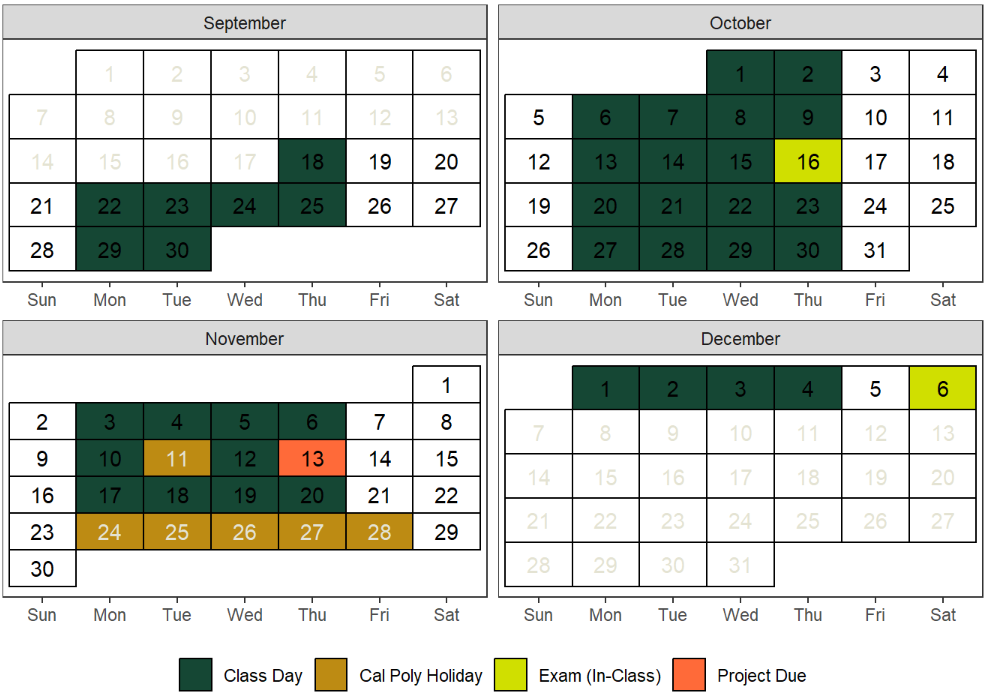 September
1 2 3 4 5 6
7 8 9 10 11 12 13
14 15 16 17 18 19 20
21 22 23 24 25 26 27
28 29 30
Sun Mon Tue Wed Thu Fri Sat
October
1 2 3 4
5 6 7 8 9 10 11
12 13 14 15 16 17 18
19 20 21 22 23 24 25
26 27 28 29 30 31
Sun Mon Tue Wed Thu Fri Sat
November
1
2 3 4 5 6 7 8
9 10 11 12 13 14 15
16 17 18 19 20 21 22
23 24 25 26 27 28 29
30
Sun Mon Tue Wed Thu Fri Sat
December
1 2 3 4 5 6
7 8 9 10 11 12 13
14 15 16 17 18 19 20
21 22 23 24 25 26 27
28 29 30 31
Sun Mon Tue Wed Thu Fri Sat
Class Day Cal Poly Holiday Exam (In-Class) Project Due